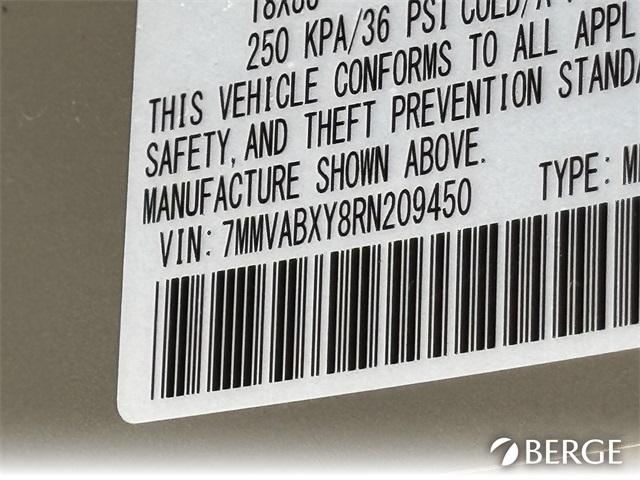 250 KPA/36 PSI COLD/A
THIS VEHICLE CONFORMS TO ALL APPL
SAFETY, AND THEFT PREVENTION STANDA
MANUFACTURE SHOWN ABOVE.
VIN: 7MMVABXY8RN209450 TYPE: M
BERGE